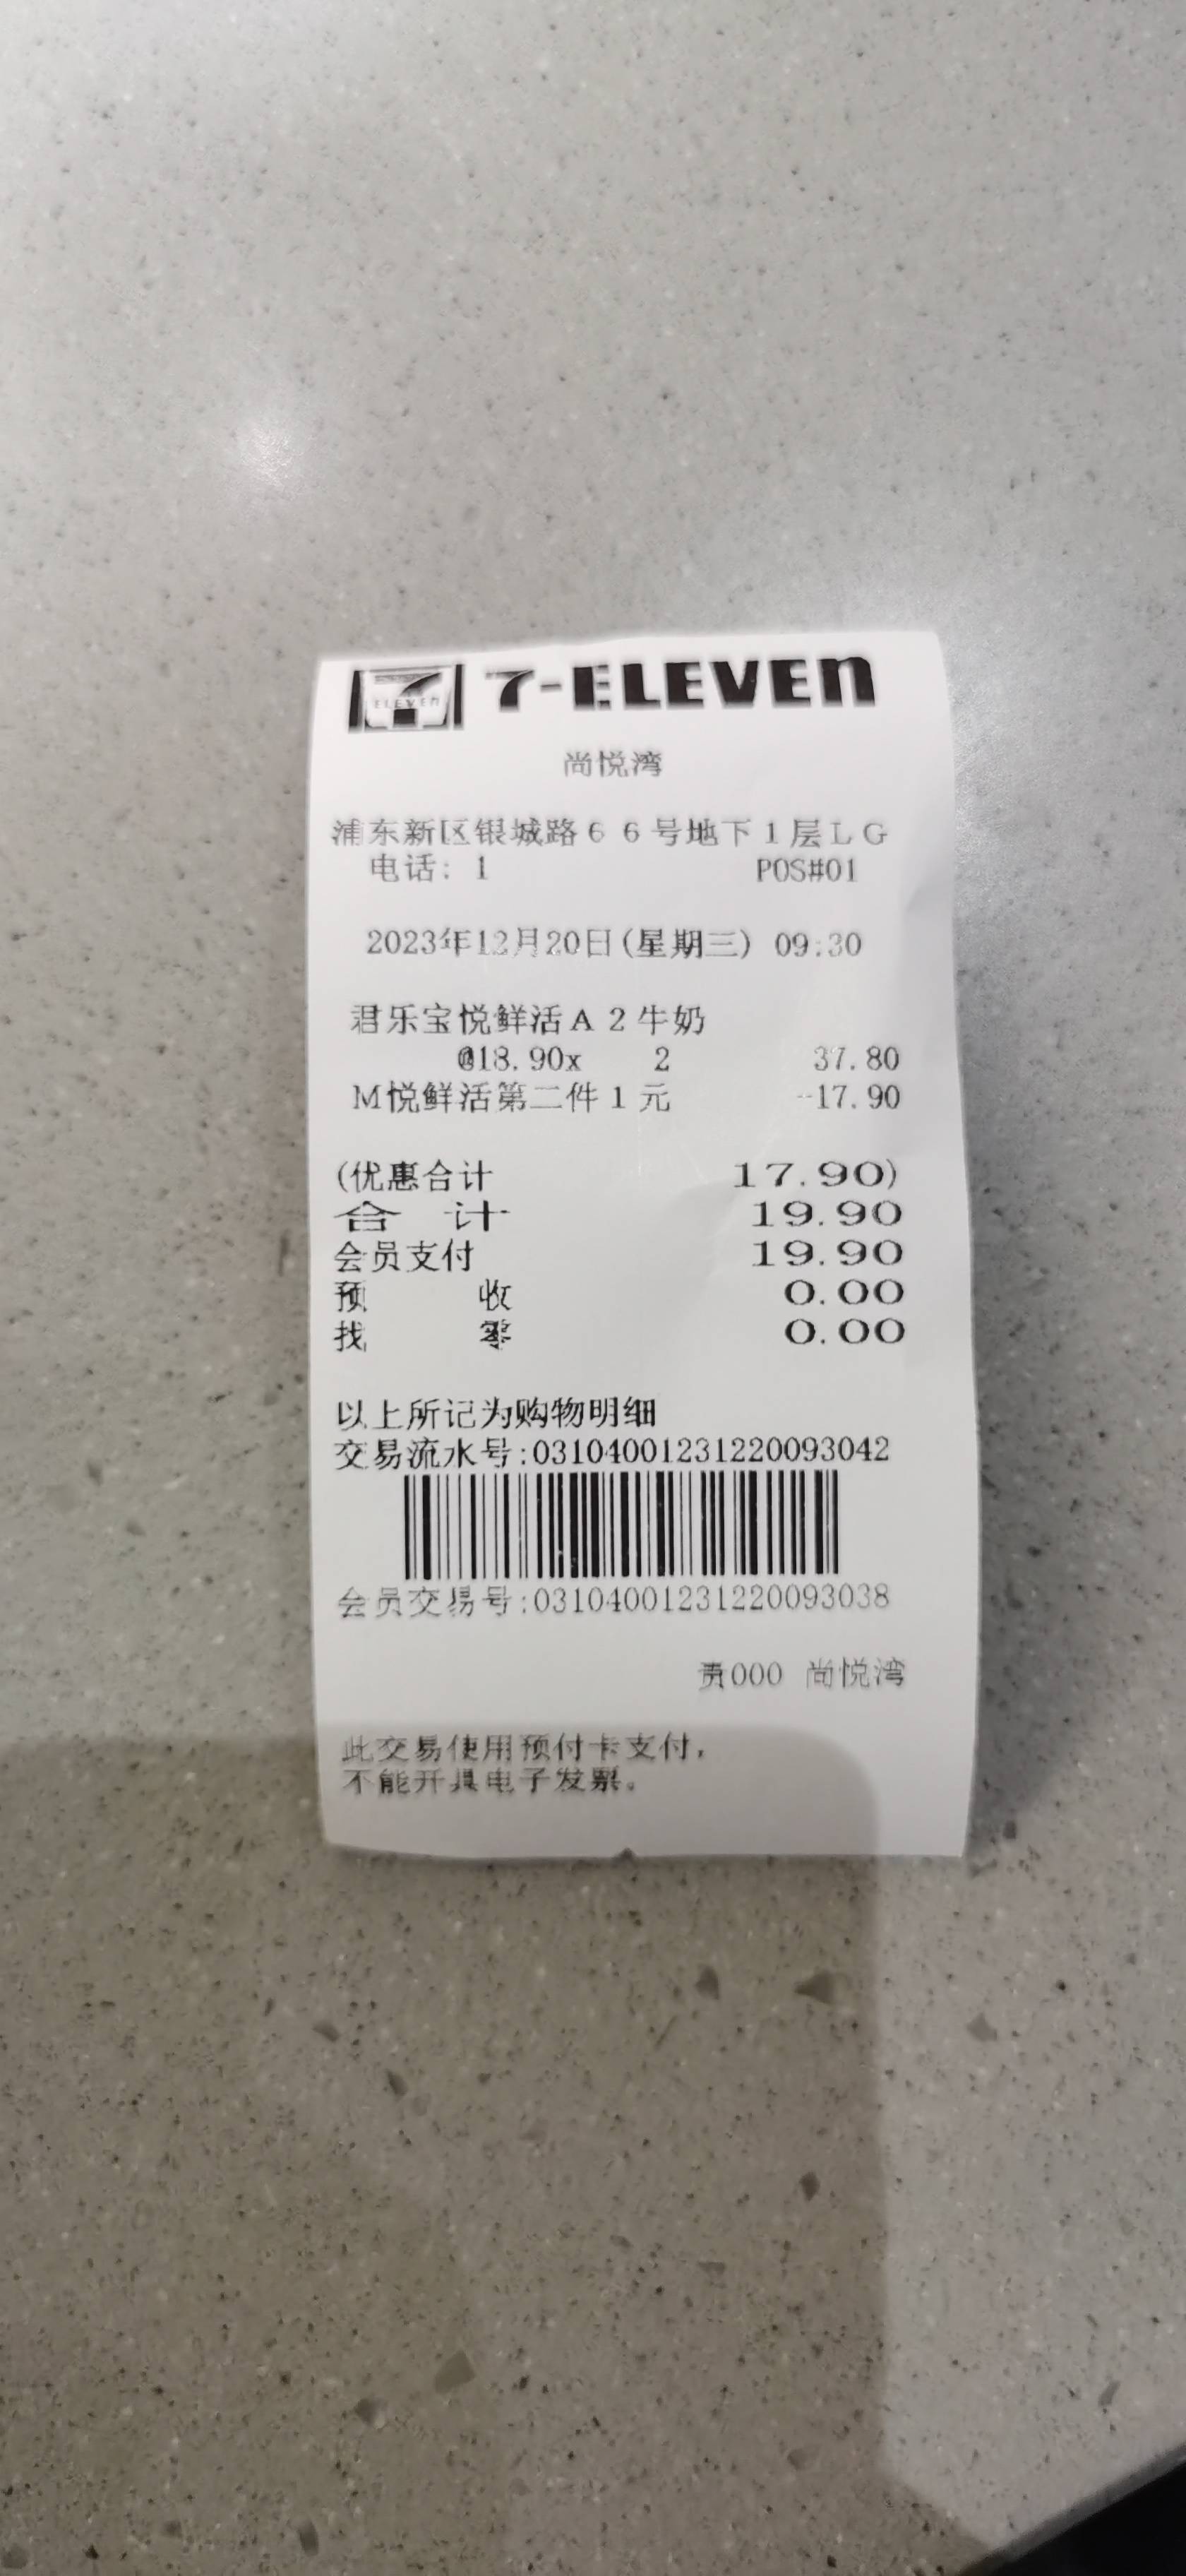 7-ELEVEN
ELEVEN
尚悦湾
浦东新区银城路66号地下1层LG
电话: 1 POS#01
2023年12月20日(星期三) 09:30
君乐宝悦鲜活A2牛奶
@18.90x 2 37.80
M悦鲜活第二件1元 -17.90
(优惠合计 17.90)
合 计 19.90
会员支付 19.90
预 收 0.00
找 零 0.00
以上所记为购物明细
交易流水号:03104001231220093042
会员交易号:03104001231220093038
责000 尚悦湾
此交易使用预付卡支付,
不能开具电子发票。